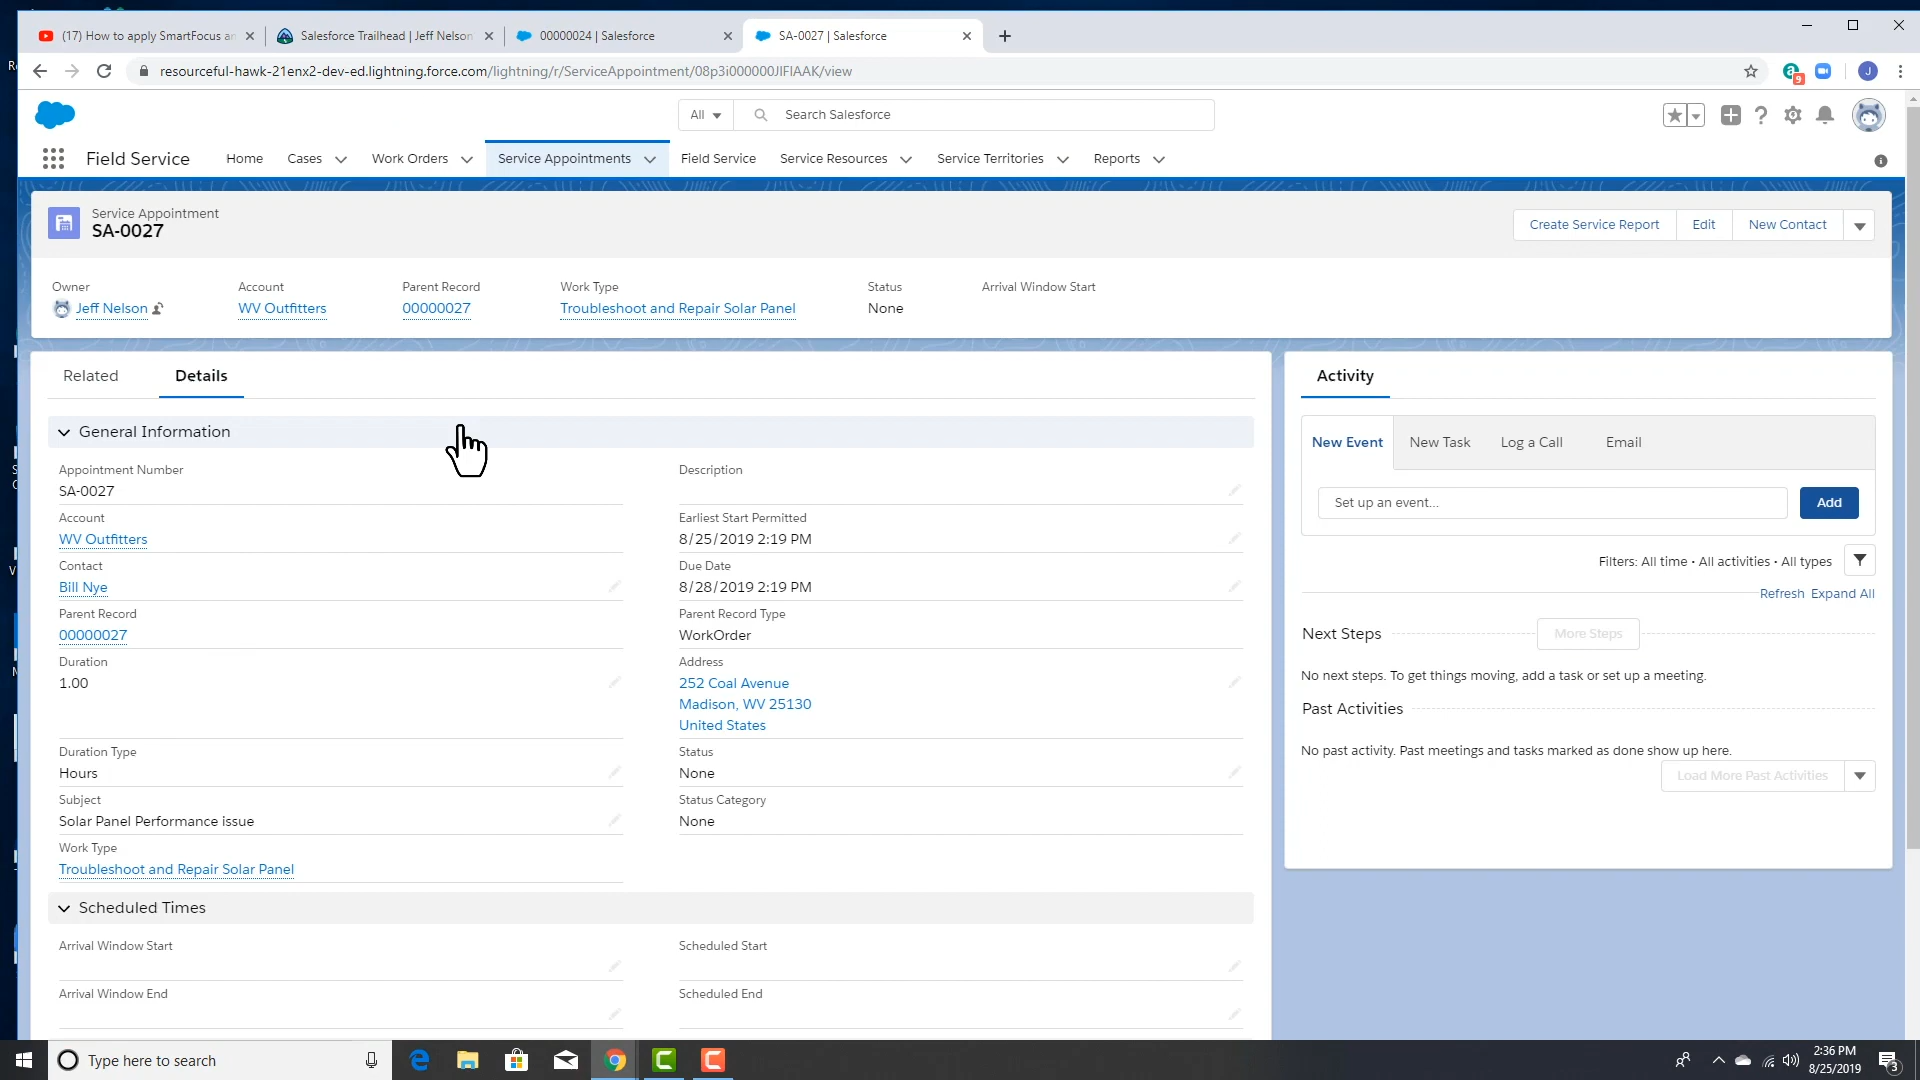 (17) How to apply SmartFocus an
Salesforce Trailhead | Jeff Nelson
00000024 | Salesforce
SA-0027 | Salesforce
resourceful-hawk-21enx2-dev-ed.lightning.force.com/lightning/r/ServiceAppointment/08p3i000000JIFIAAK/view
9
J
All
Search Salesforce
Field Service
Home
Cases
Work Orders
Service Appointments
Field Service
Service Resources
Service Territories
Reports
Service Appointment
SA-0027
Create Service Report
Edit
New Contact
Owner
Account
Parent Record
Work Type
Status
Arrival Window Start
Jeff Nelson
WV Outfitters
00000027
Troubleshoot and Repair Solar Panel
None
Related
Details
General Information
Appointment Number
SA-0027
Description
Account
WV Outfitters
Earliest Start Permitted
8/25/2019 2:19 PM
Contact
Bill Nye
Due Date
8/28/2019 2:19 PM
Parent Record
00000027
Parent Record Type
WorkOrder
Duration
1.00
Address
252 Coal Avenue
Madison, WV 25130
United States
Duration Type
Hours
Status
None
Subject
Solar Panel Performance issue
Status Category
None
Work Type
Troubleshoot and Repair Solar Panel
Scheduled Times
Arrival Window Start
Scheduled Start
Arrival Window End
Scheduled End
Activity
New Event
New Task
Log a Call
Email
Set up an event...
Add
Filters: All time • All activities • All types
Refresh
Expand All
Next Steps
More Steps
No next steps. To get things moving, add a task or set up a meeting.
Past Activities
No past activity. Past meetings and tasks marked as done show up here.
Load More Past Activities
Type here to search
2:36 PM
8/25/2019
3